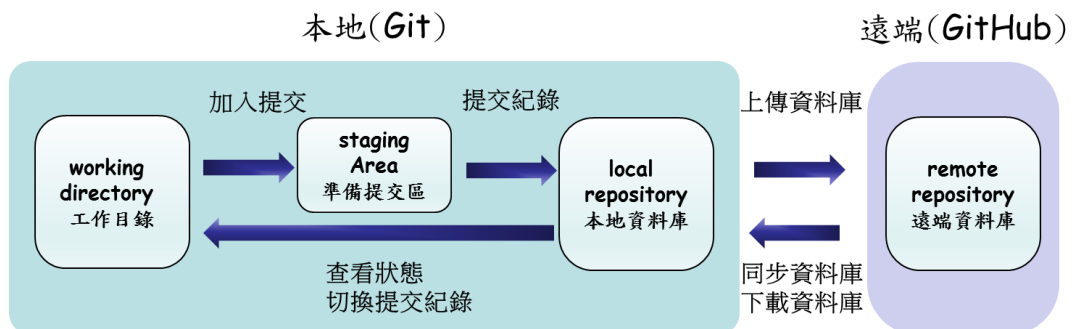 本地(Git)
遠端(GitHub)
加入提交
提交紀錄
上傳資料庫
working
directory
工作目錄
staging
Area
準備提交區
local
repository
本地資料庫
remote
repository
遠端資料庫
查看狀態
切換提交紀錄
同步資料庫
下載資料庫